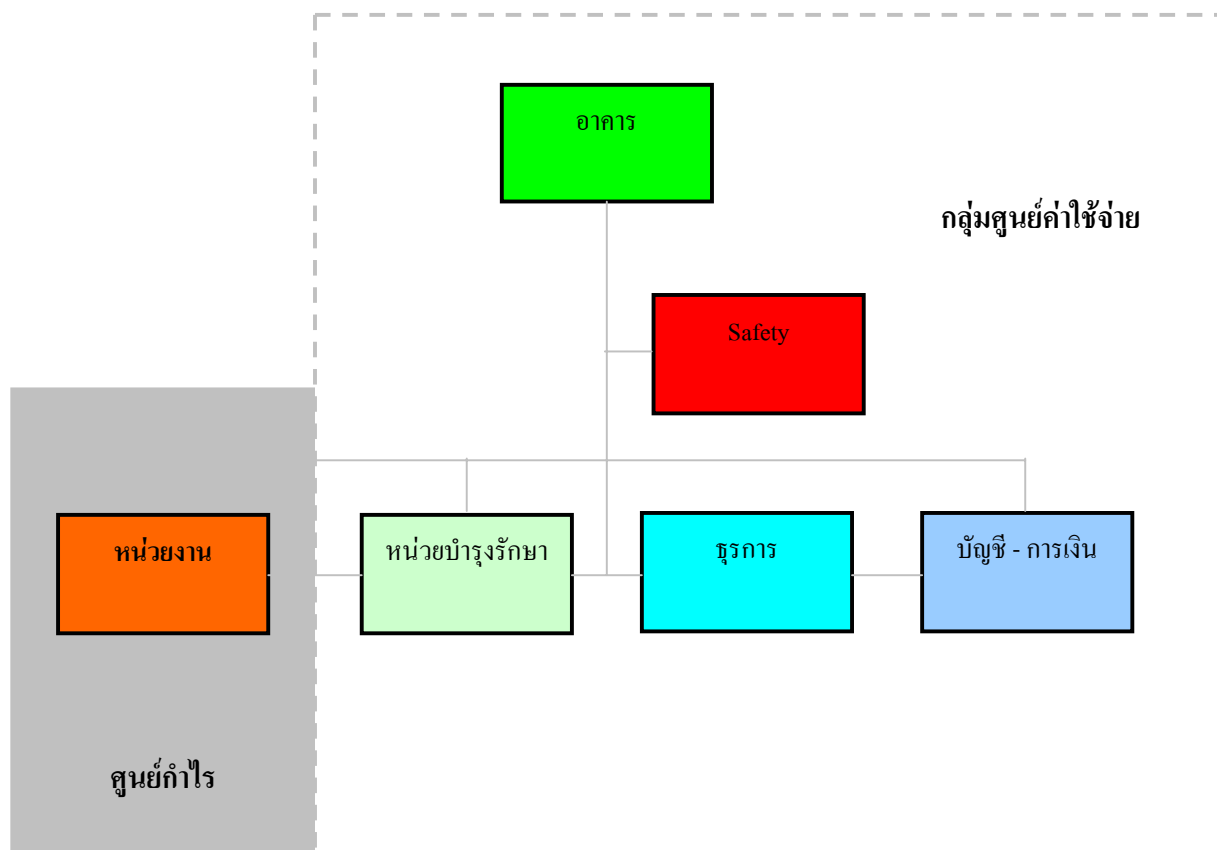 อาคาร
กลุ่มศูนย์ค่าใช้จ่าย
Safety
หน่วยงาน
หน่วยบำรุงรักษา
ธุรการ
บัญชี - การเงิน
ศูนย์กำไร